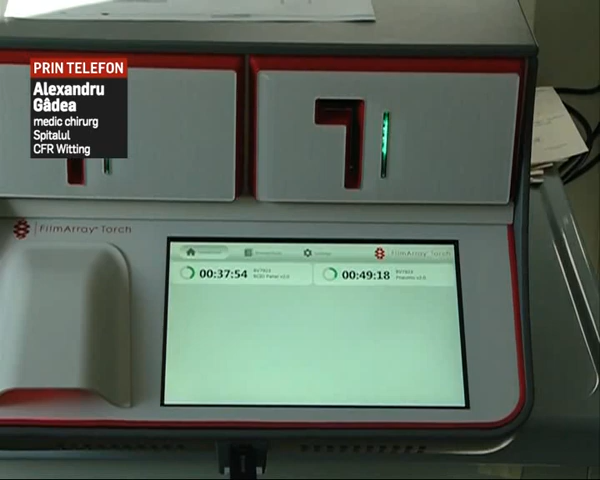 PRIN TELEFON
Alexandru
Gâdea
medic chirurg
Spitalul
CFR Witting
FilmArray Torch
FilmArray Torch
00:37:54
00:49:18